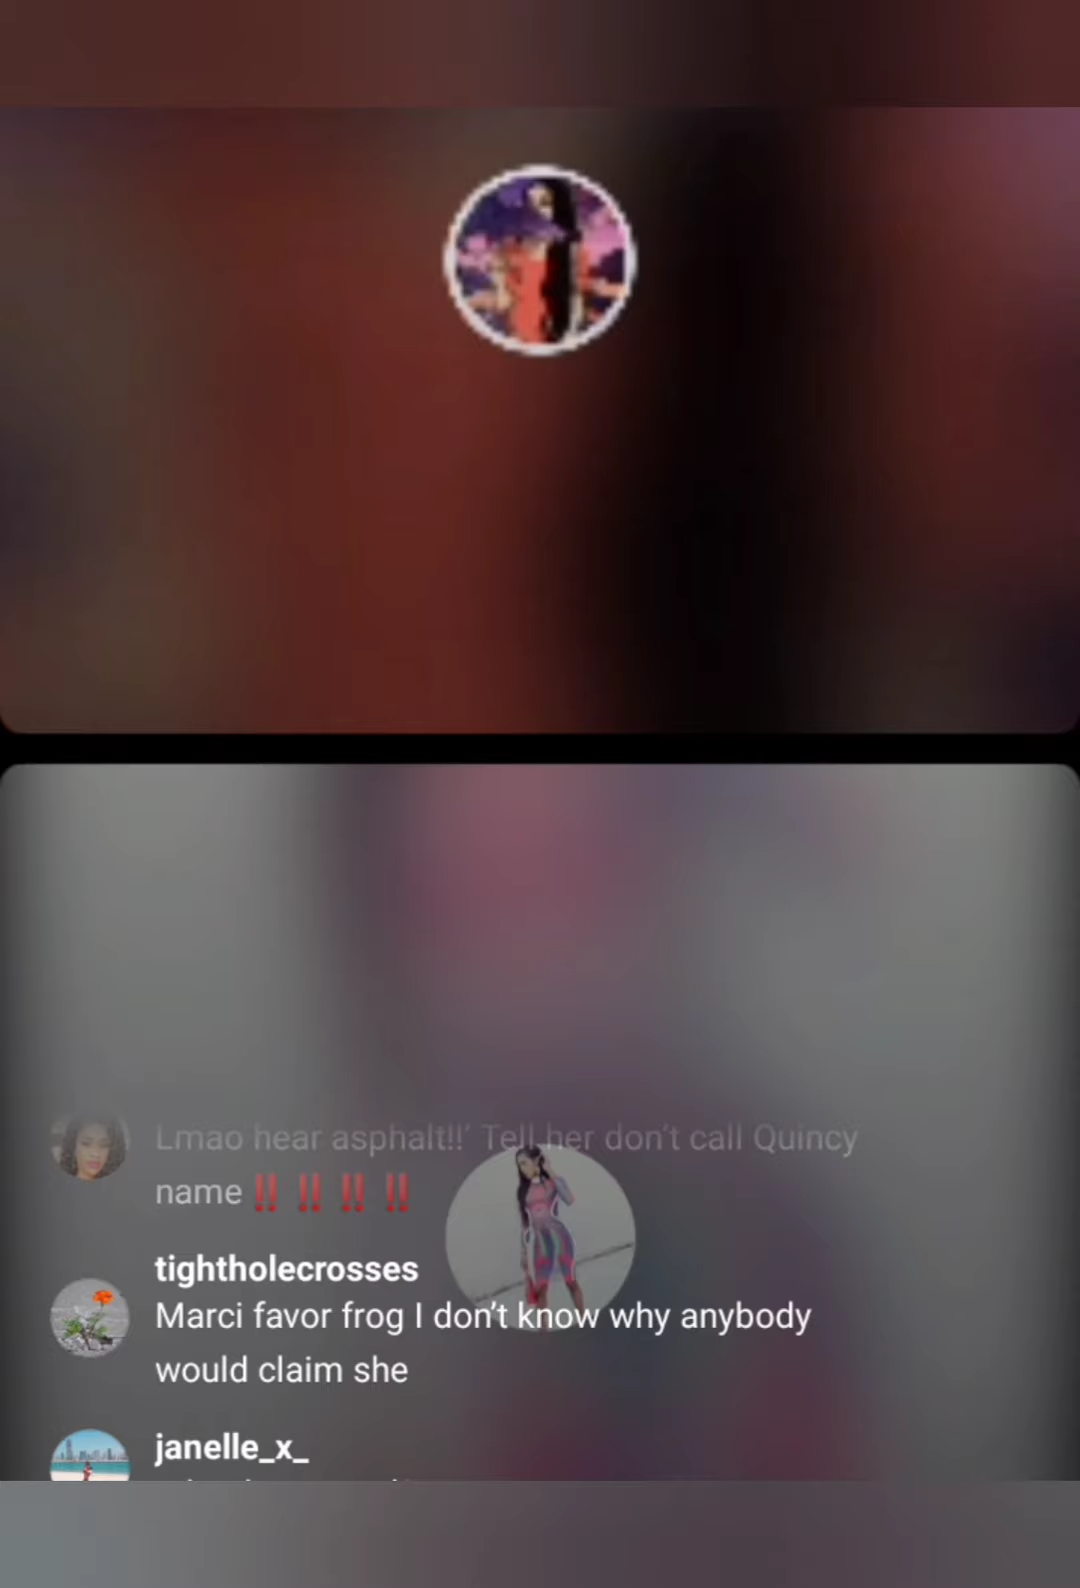 Lmao hear asphalt!!' Tell her don't call Quincy
name ‼️ ‼️ ‼️ ‼️
tightholecrosses
Marci favor frog I don't know why anybody
would claim she
janelle_x_